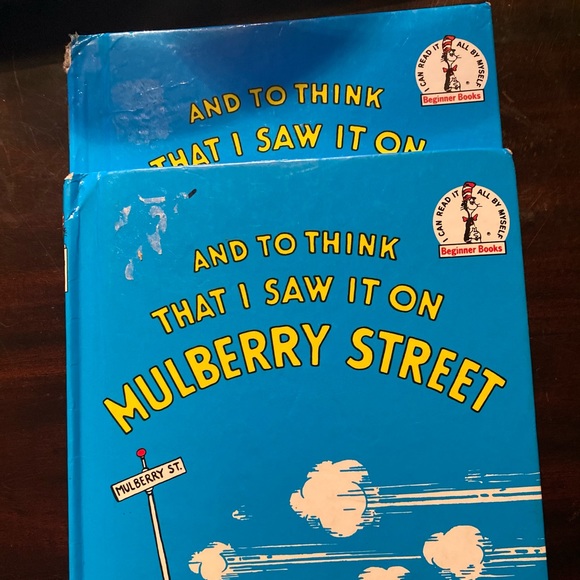 I CAN READ IT ALL BY MYSELF
Beginner Books
AND TO THINK
THAT I SAW IT ON
I CAN READ IT ALL BY MYSELF
Beginner Books
AND TO THINK
THAT I SAW IT ON
MULBERRY STREET
MULBERRY ST.